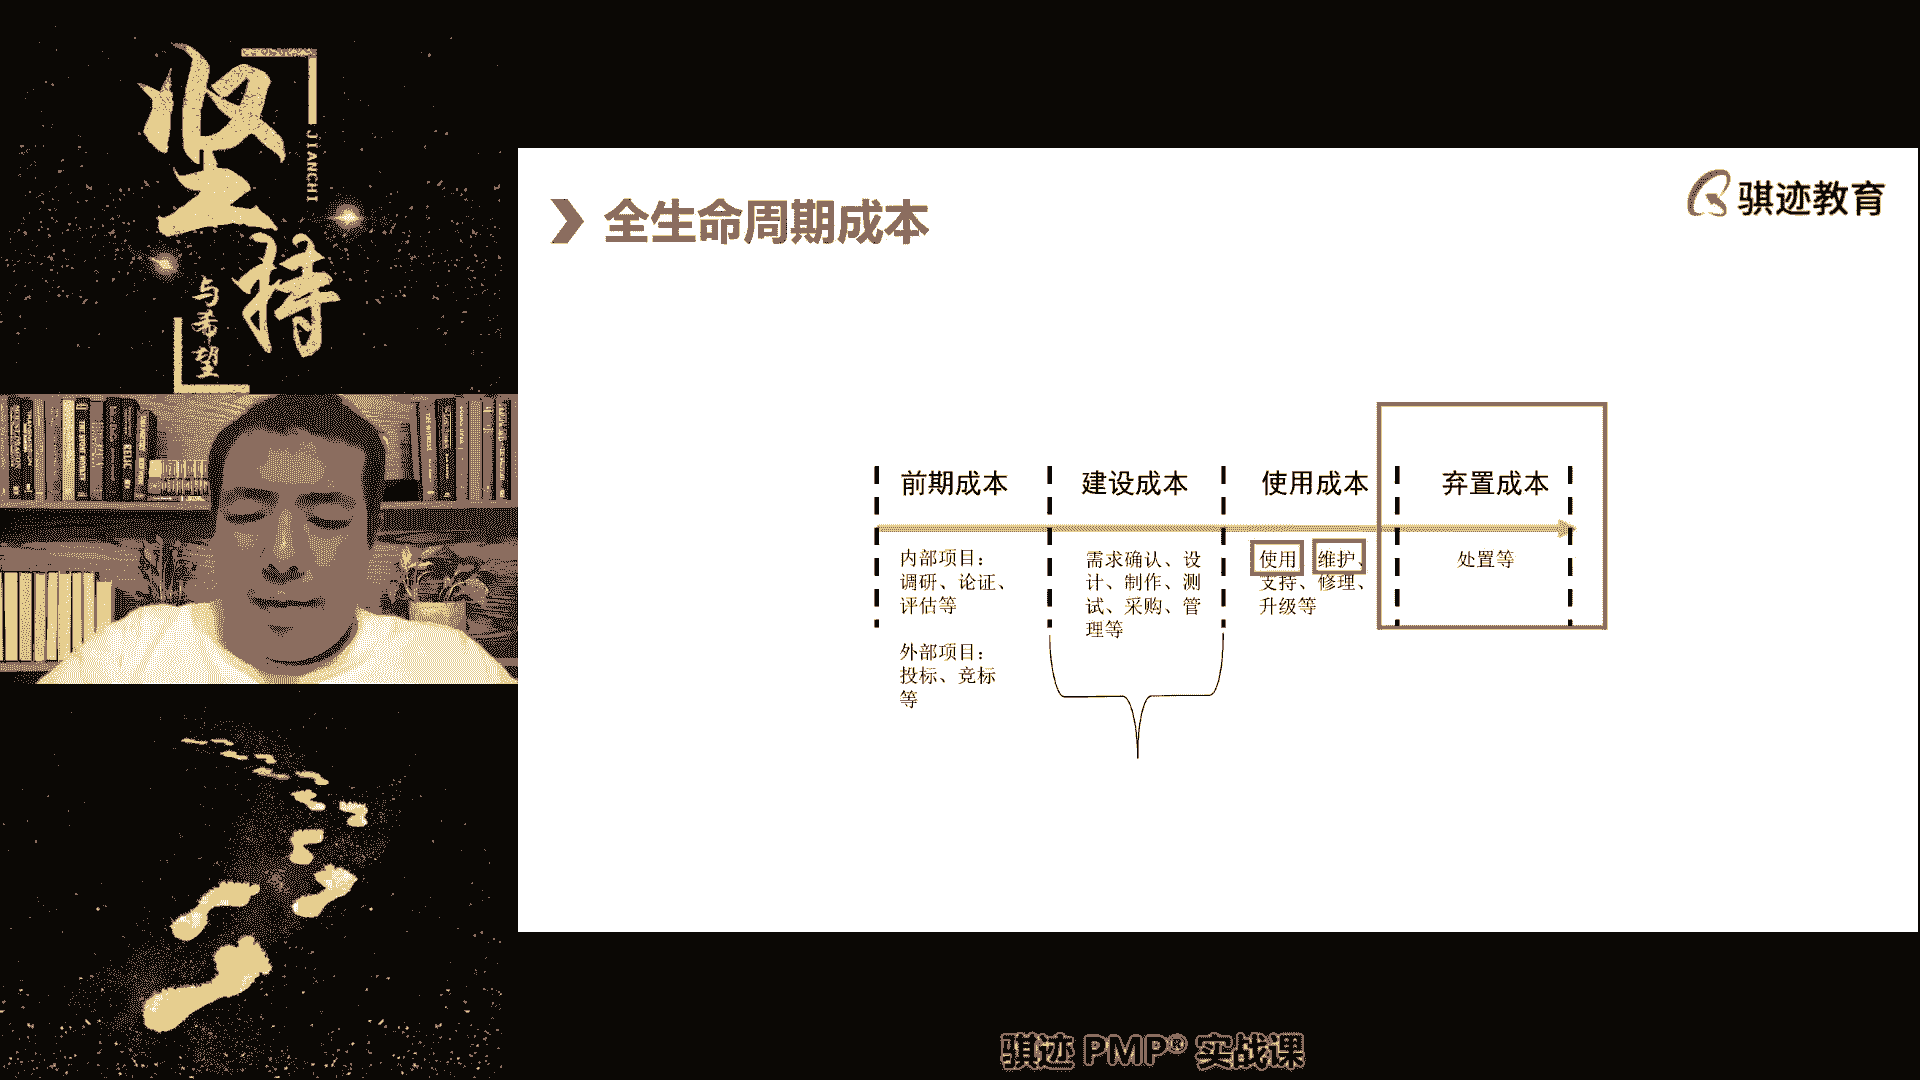 坚持
JIANCHI
与希望
骐迹教育
全生命周期成本
前期成本
建设成本
使用成本
弃置成本
内部项目：
调研、论证、
评估等
外部项目：
投标、竞标
等
需求确认、设
计、制作、测
试、采购、管
理等
使用、维护、
支持、修理、
升级等
处置等
骐迹 PMP® 实战课